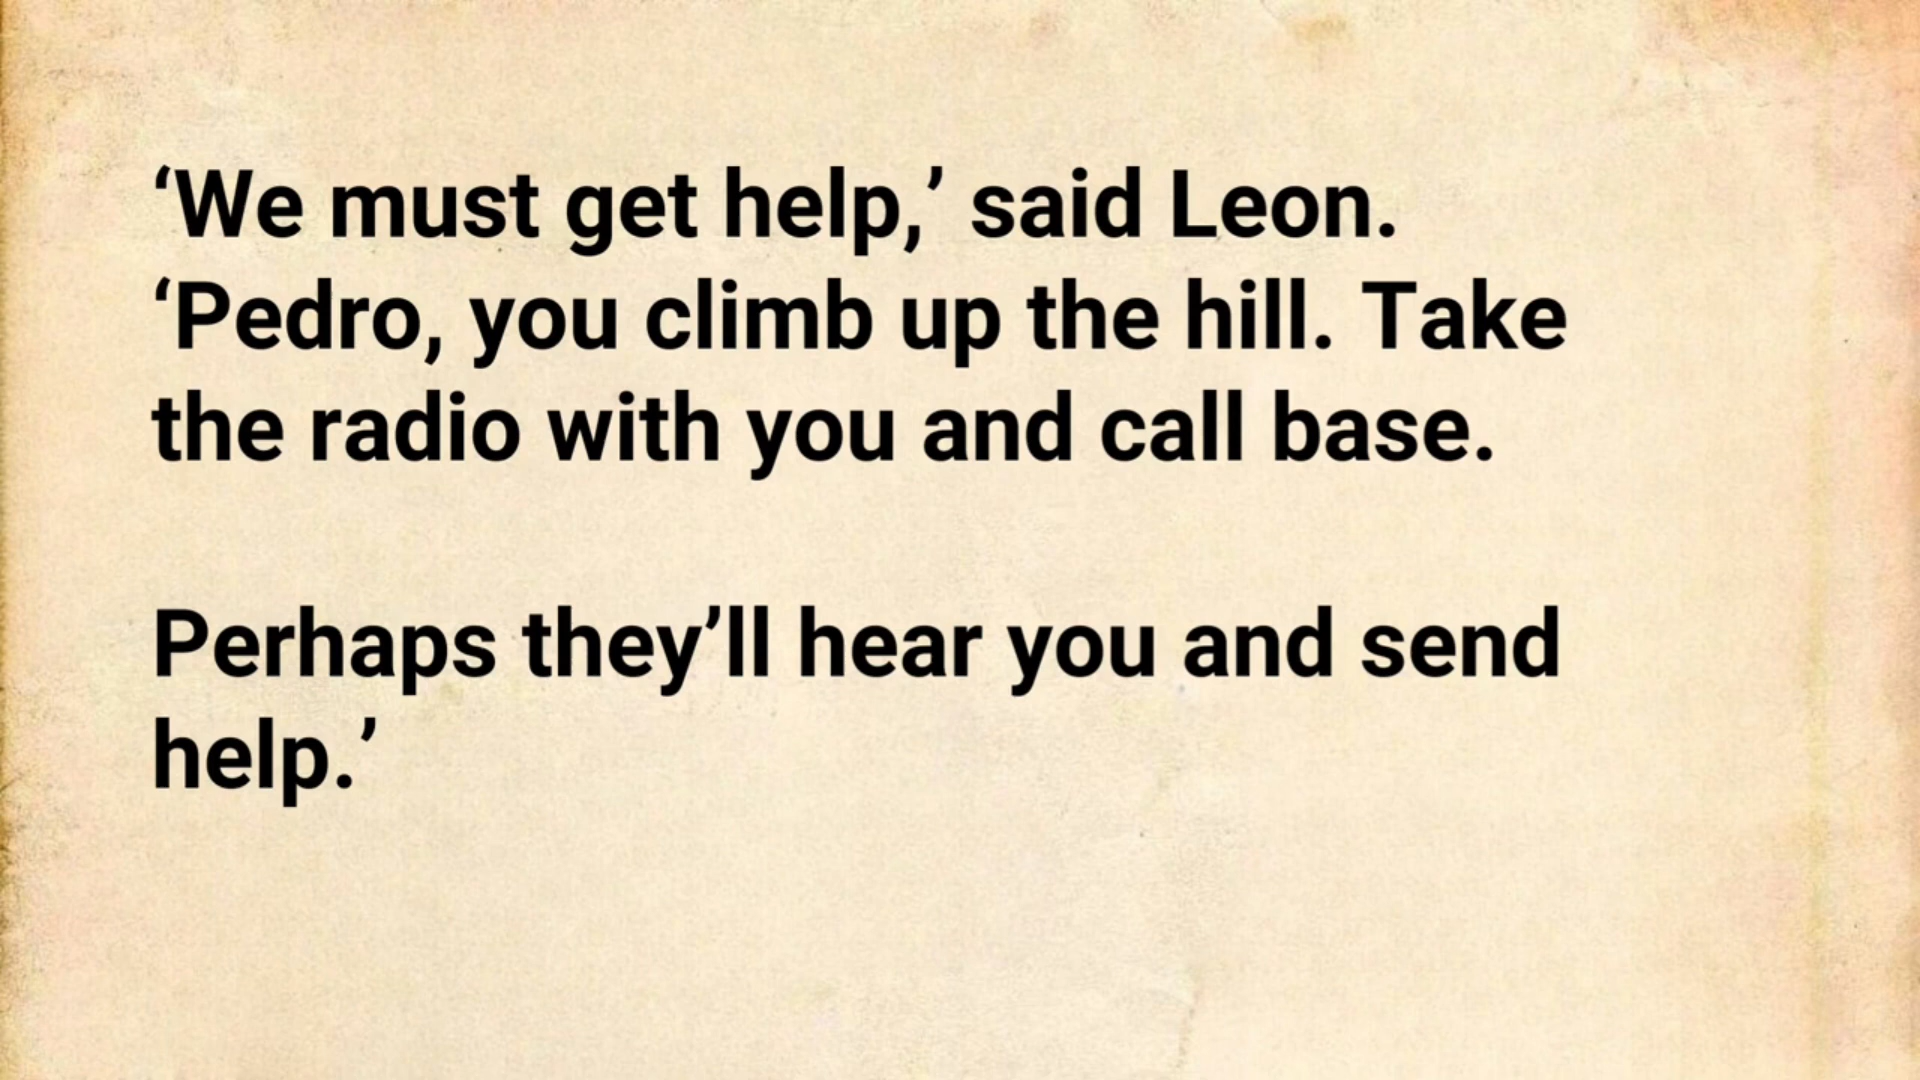 ‘We must get help,’ said Leon.
‘Pedro, you climb up the hill. Take
the radio with you and call base.
Perhaps they’ll hear you and send
help.’